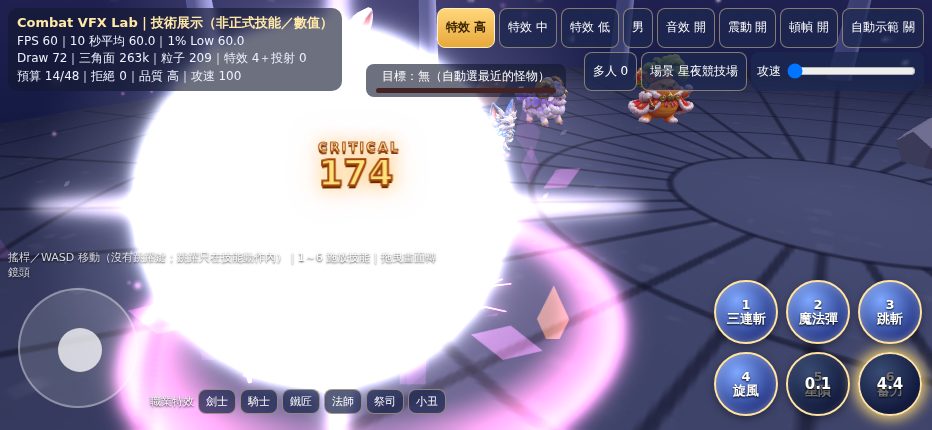 Combat VFX Lab｜技術展示（非正式技能／數值）
FPS 60｜10 秒平均 60.0｜1% Low 60.0
Draw 72｜三角面 263k｜粒子 209｜特效 4＋投射 0
預算 14/48｜拒絕 0｜品質 高｜攻速 100
特效 高
特效 中
特效 低
男
音效 開
震動 開
頓幀 開
自動示範 關
目標：無（自動選最近的怪物）
多人 0
場景 星夜競技場
攻速
CRITICAL
174
搖桿／WASD 移動（沒有跳躍鍵；跳躍只在技能動作內）｜1～6 施放技能｜拖曳畫面轉
鏡頭
1
三連斬
2
魔法彈
3
跳斬
4
旋風
0.1
4.4
職業特效
劍士
騎士
鐵匠
法師
祭司
小丑